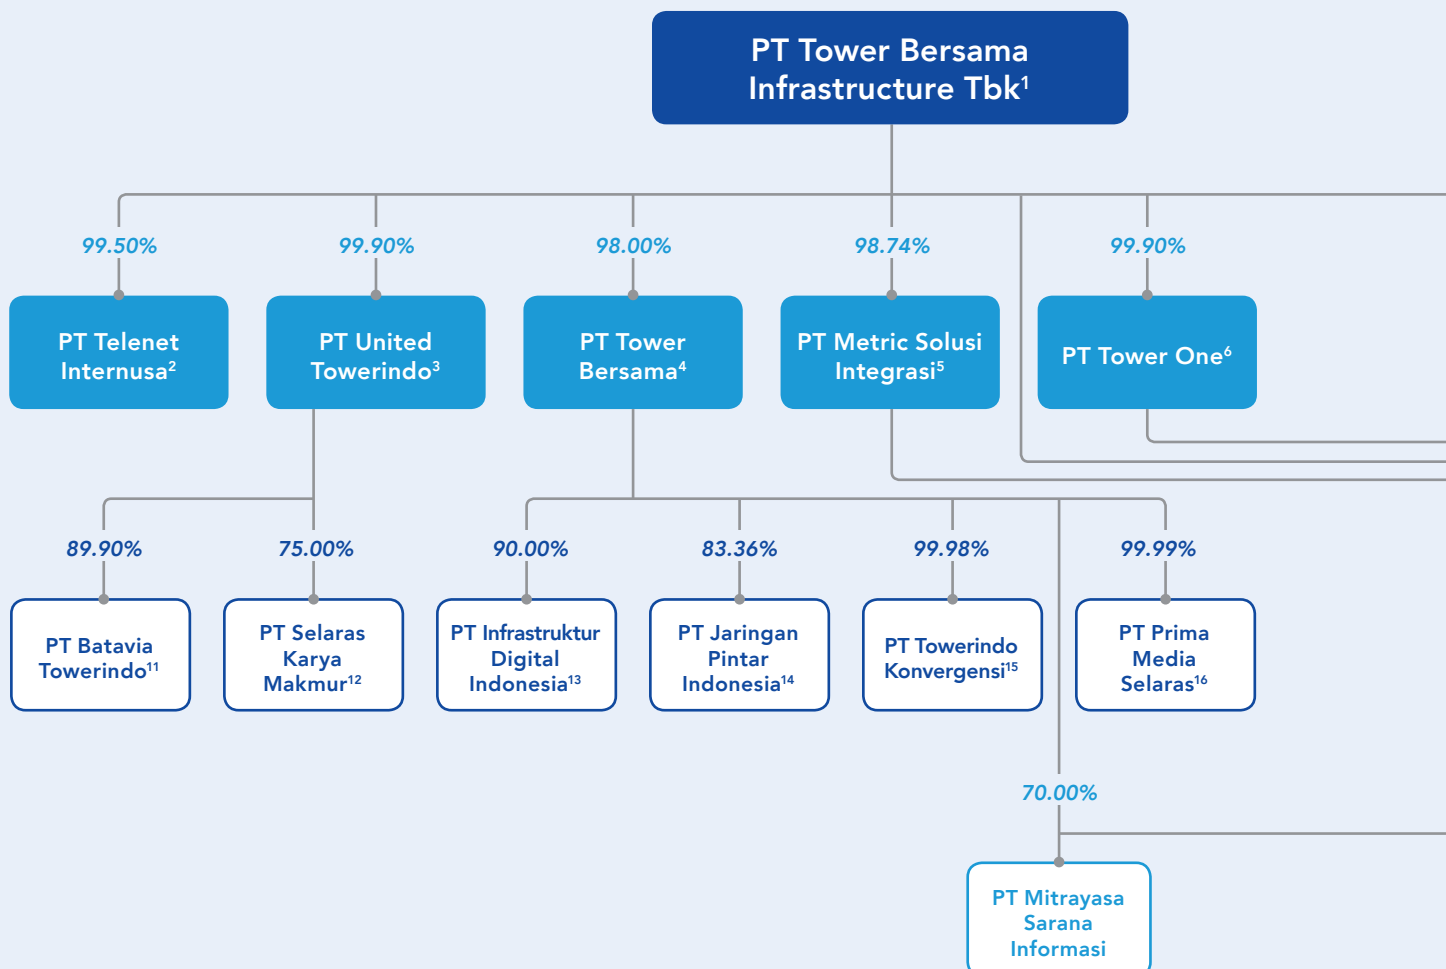 PT Tower Bersama
Infrastructure Tbk¹
99.50%
99.90%
98.00%
98.74%
99.90%
PT Telenet
Internusa²
PT United
Towerindo³
PT Tower
Bersama⁴
PT Metric Solusi
Integrasi⁵
PT Tower One⁶
89.90%
75.00%
90.00%
83.36%
99.98%
99.99%
PT Batavia
Towerindo¹¹
PT Selaras
Karya
Makmur¹²
PT Infrastruktur
Digital
Indonesia¹³
PT Jaringan
Pintar
Indonesia¹⁴
PT Towerindo
Konvergensi¹⁵
PT Prima
Media
Selaras¹⁶
70.00%
PT Mitrayasa
Sarana
Informasi